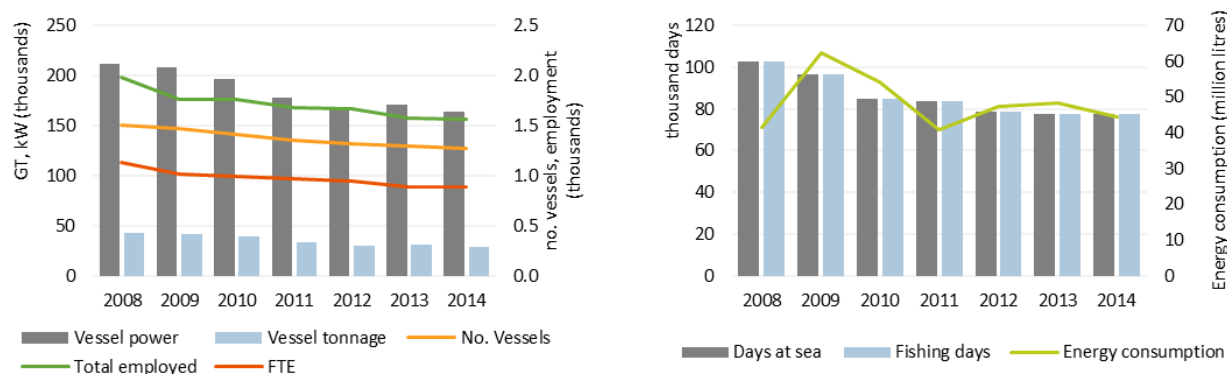 GT, kW (thousands)
250
200
150
100
50
0
2.5
2.0
1.5
1.0
0.5
0.0
no. vessels, employment
(thousands)
2008 2009 2010 2011 2012 2013 2014
Vessel power Vessel tonnage No. Vessels
Total employed FTE
thousand days
120
100
80
60
40
20
0
70
60
50
40
30
20
10
0
Energy consumption (million litres)
2008 2009 2010 2011 2012 2013 2014
Days at sea Fishing days Energy consumption